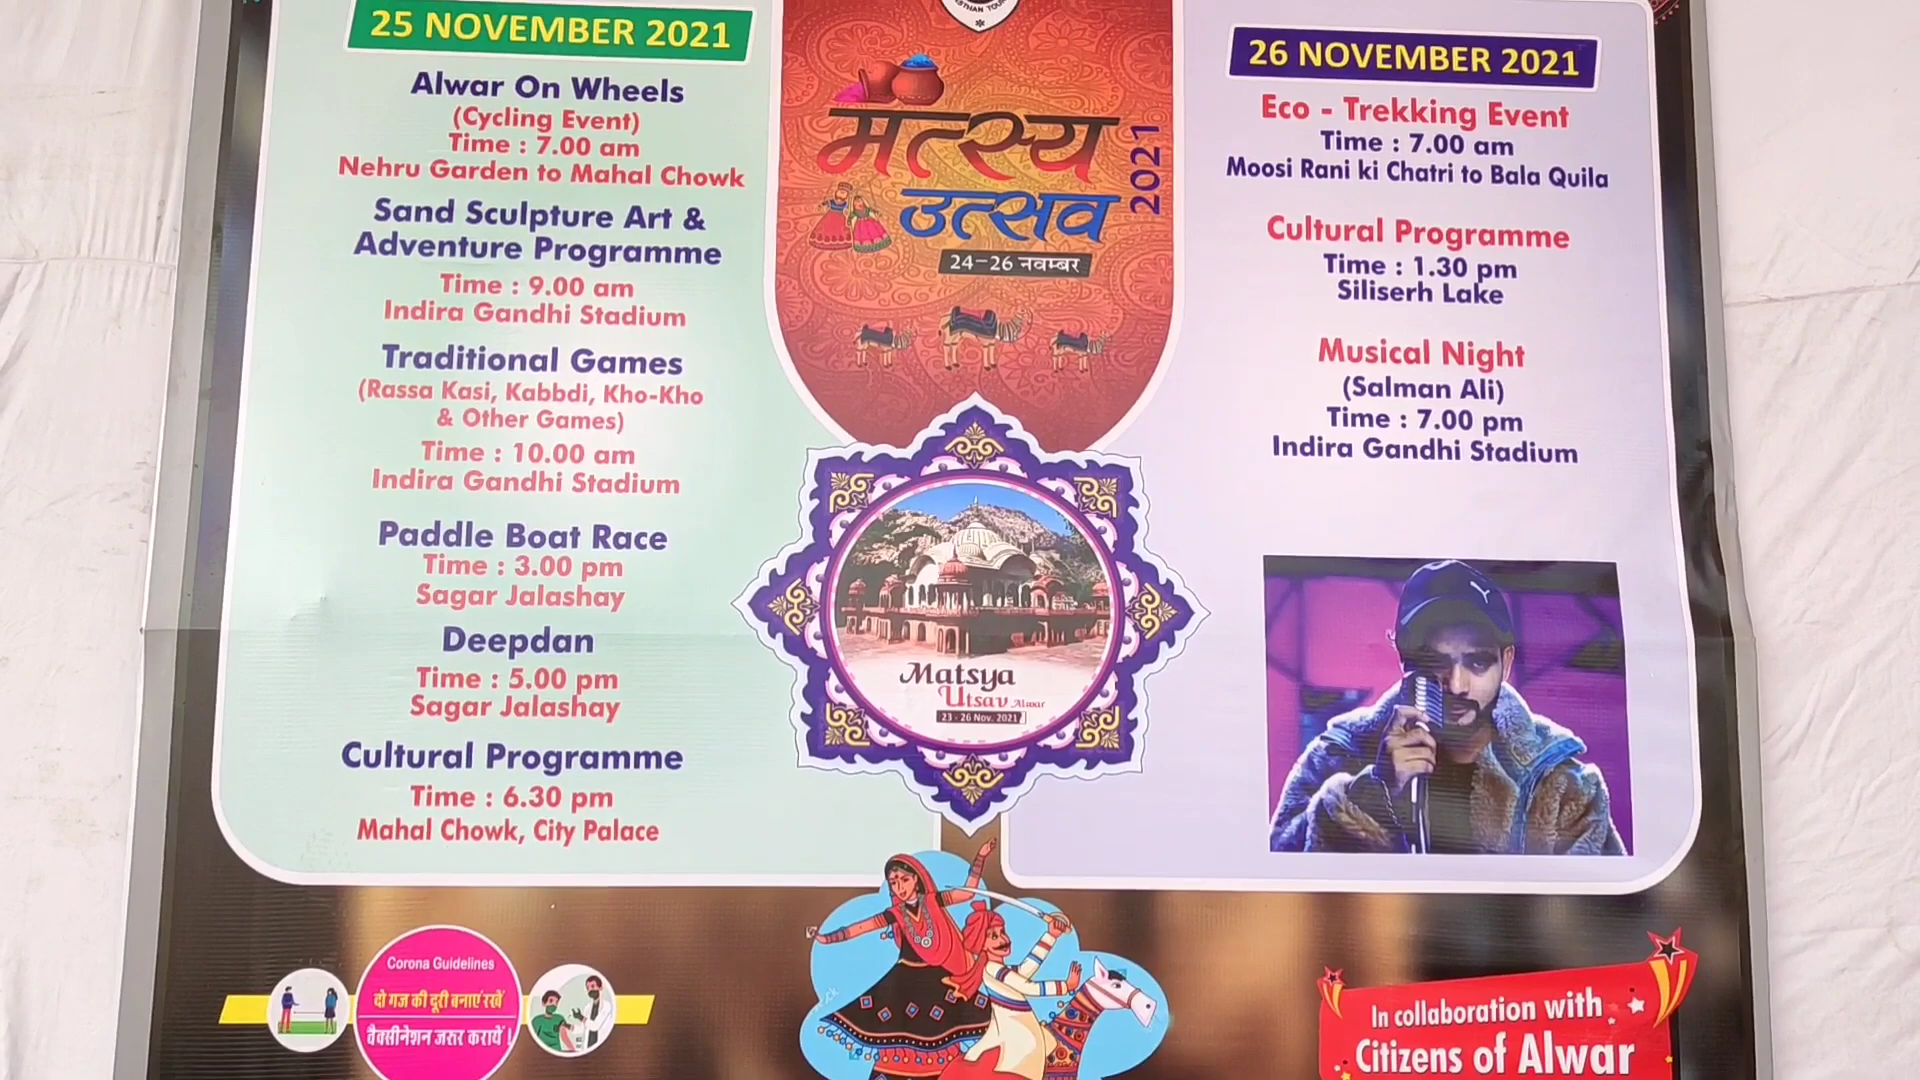 25 NOVEMBER 2021
Alwar On Wheels
(Cycling Event)
Time : 7.00 am
Nehru Garden to Mahal Chowk
Sand Sculpture Art &
Adventure Programme
Time : 9.00 am
Indira Gandhi Stadium
Traditional Games
(Rassa Kasi, Kabbdi, Kho-Kho
& Other Games)
Time : 10.00 am
Indira Gandhi Stadium
Paddle Boat Race
Time : 3.00 pm
Sagar Jalashay
Deepdan
Time : 5.00 pm
Sagar Jalashay
Cultural Programme
Time : 6.30 pm
Mahal Chowk, City Palace
मत्स्य
उत्सव
2021
24-26 नवम्बर
Matsya
Utsav Alwar
23 - 26 Nov. 2021
26 NOVEMBER 2021
Eco - Trekking Event
Time : 7.00 am
Moosi Rani ki Chatri to Bala Quila
Cultural Programme
Time : 1.30 pm
Siliserh Lake
Musical Night
(Salman Ali)
Time : 7.00 pm
Indira Gandhi Stadium
Corona Guidelines
दो गज की दूरी बनाएं रखें
वैक्सीनेशन जरूर करायें !
In collaboration with
Citizens of Alwar